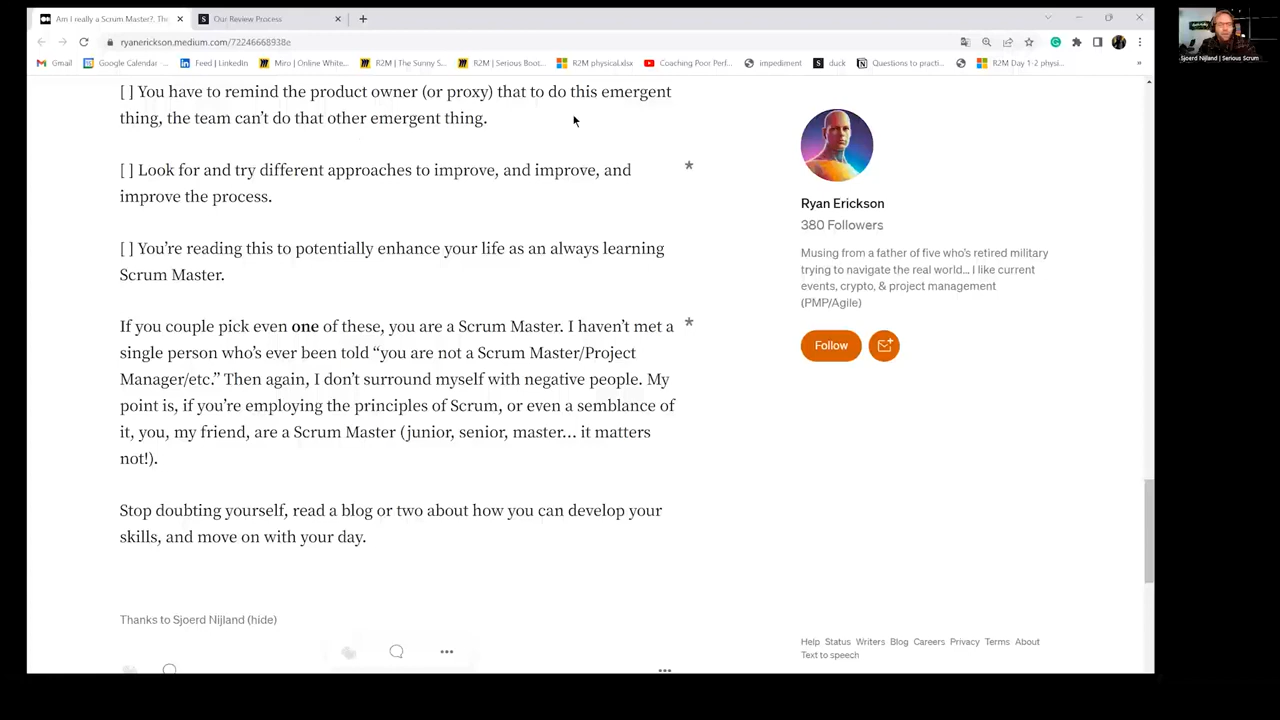 Am I really a Scrum Master?. Th
Our Review Process
ryanerickson.medium.com/72246668938e
Gmail
Google Calendar
Feed | LinkedIn
Miro | Online White...
R2M | The Sunny S...
R2M | Serious Boot...
R2M physical.xlsx
Coaching Poor Perf...
impediment
duck
Questions to practi...
R2M Day 1-2 physi...
»
Sjoerd Nijland | Serious Scrum
[ ] You have to remind the product owner (or proxy) that to do this emergent
thing, the team can’t do that other emergent thing.
[ ] Look for and try different approaches to improve, and improve, and
improve the process.
*
[ ] You’re reading this to potentially enhance your life as an always learning
Scrum Master.
If you couple pick even one of these, you are a Scrum Master. I haven’t met a
single person who’s ever been told “you are not a Scrum Master/Project
Manager/etc.” Then again, I don’t surround myself with negative people. My
point is, if you’re employing the principles of Scrum, or even a semblance of
it, you, my friend, are a Scrum Master (junior, senior, master… it matters
not!).
*
Stop doubting yourself, read a blog or two about how you can develop your
skills, and move on with your day.
Thanks to Sjoerd Nijland (hide)
Ryan Erickson
380 Followers
Musing from a father of five who’s retired military
trying to navigate the real world... I like current
events, crypto, & project management
(PMP/Agile)
Follow
Help Status Writers Blog Careers Privacy Terms About
Text to speech